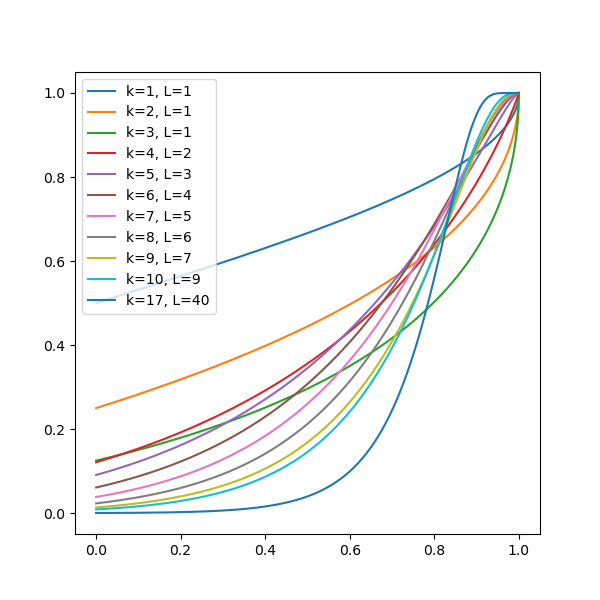 1.0
0.8
0.6
0.4
0.2
0.0
k=1, L=1
k=2, L=1
k=3, L=1
k=4, L=2
k=5, L=3
k=6, L=4
k=7, L=5
k=8, L=6
k=9, L=7
k=10, L=9
k=17, L=40
0.0 0.2 0.4 0.6 0.8 1.0